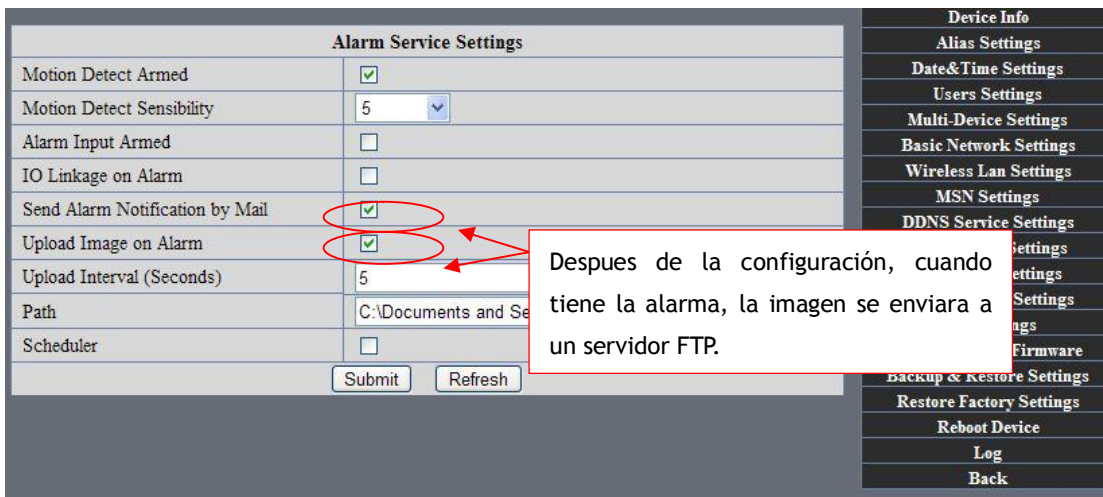 Alarm Service Settings
Motion Detect Armed
Motion Detect Sensibility 5
Alarm Input Armed
IO Linkage on Alarm
Send Alarm Notification by Mail
Upload Image on Alarm
Upload Interval (Seconds) 5
Path C:\Documents and Se
Scheduler
Submit Refresh
Despues de la configuración, cuando
tiene la alarma, la imagen se enviara a
un servidor FTP.
Device Info
Alias Settings
Date&Time Settings
Users Settings
Multi-Device Settings
Basic Network Settings
Wireless Lan Settings
MSN Settings
DDNS Service Settings
Settings
ettings
Settings
ngs
Firmware
Backup & Restore Settings
Restore Factory Settings
Reboot Device
Log
Back